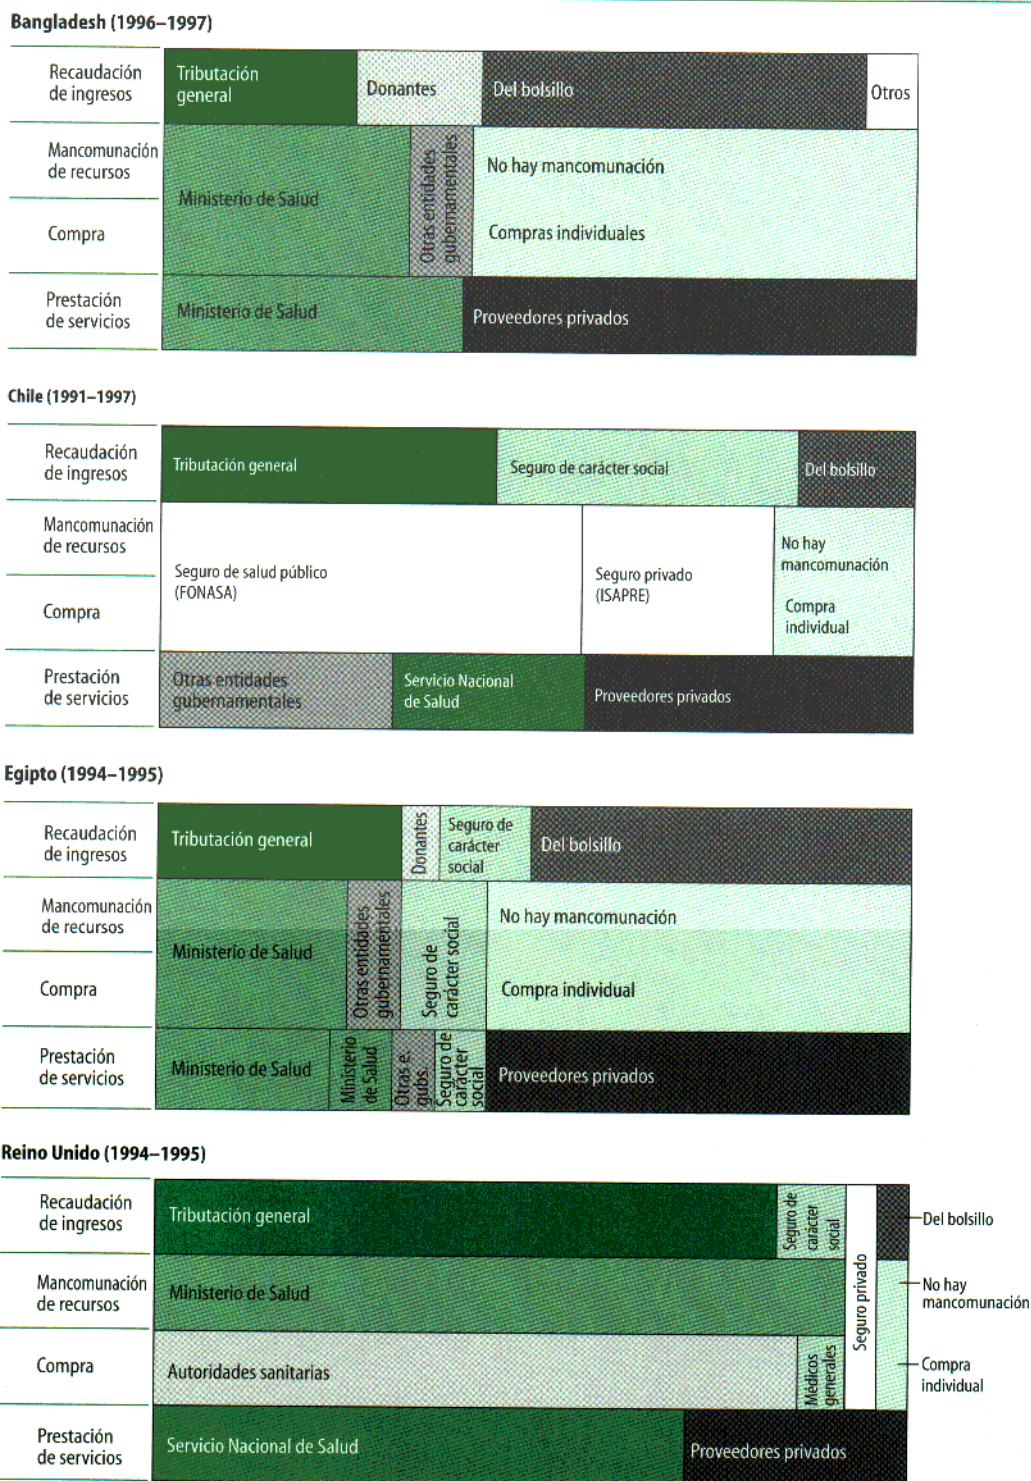 Bangladesh (1996–1997)
Recaudación
de ingresos
Tributación
general
Donantes
Del bolsillo
Otros
Mancomunación
de recursos
Compra
Ministerio de Salud
Otras entidades
gubernamentales
No hay mancomunación
Compras individuales
Prestación
de servicios
Ministerio de Salud
Proveedores privados
Chile (1991–1997)
Recaudación
de ingresos
Tributación general
Seguro de carácter social
Del bolsillo
Mancomunación
de recursos
Compra
Seguro de salud público
(FONASA)
Seguro privado
(ISAPRE)
No hay
mancomunación
Compra
individual
Prestación
de servicios
Otras entidades
gubernamentales
Servicio Nacional
de Salud
Proveedores privados
Egipto (1994–1995)
Recaudación
de ingresos
Tributación general
Donantes
Seguro de
carácter
social
Del bolsillo
Mancomunación
de recursos
Compra
Ministerio de Salud
Otras entidades
gubernamentales
Seguro de
carácter social
No hay mancomunación
Compra individual
Prestación
de servicios
Ministerio de Salud
Ministerio
de Salud
Otras e.
gubs.
Seguro de
carácter
social
Proveedores privados
Reino Unido (1994–1995)
Recaudación
de ingresos
Tributación general
Seguro de
carácter
social
Seguro privado
Del bolsillo
Mancomunación
de recursos
Ministerio de Salud
No hay
mancomunación
Compra
Autoridades sanitarias
Médicos
generales
Compra
individual
Prestación
de servicios
Servicio Nacional de Salud
Proveedores privados